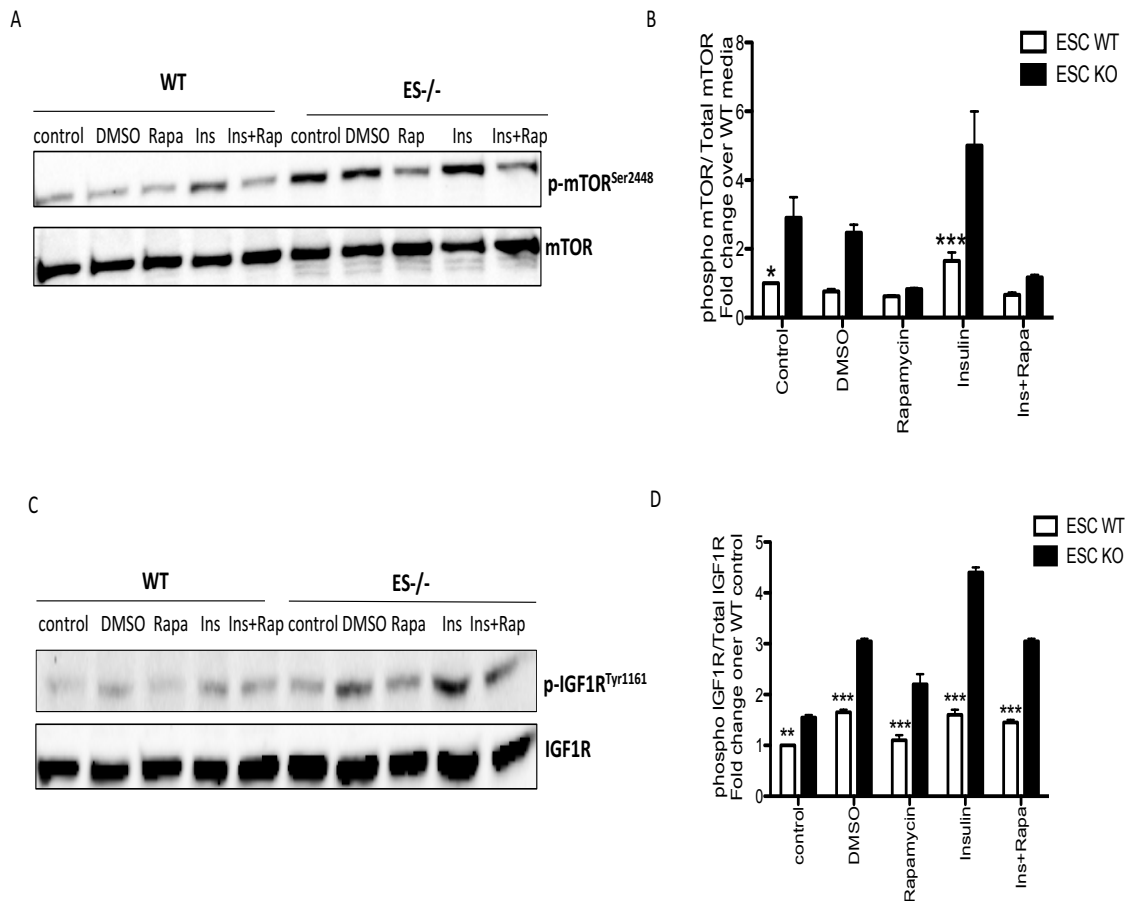 A
WT
ES-/-
control DMSO Rapa Ins Ins+Rap control DMSO Rap Ins Ins+Rap
p-mTORSer2448
mTOR
B
phospho mTOR/ Total mTOR
Fold change over WT media
8
6
4
2
0
*
***
Control
DMSO
Rapamycin
Insulin
Ins+Rapa
ESC WT
ESC KO
C
WT
ES-/-
control DMSO Rapa Ins Ins+Rap control DMSO Rapa Ins Ins+Rap
p-IGF1RTyr1161
IGF1R
D
phospho IGF1R/Total IGF1R
Fold change oner WT control
5
4
3
2
1
0
**
***
***
***
***
control
DMSO
Rapamycin
Insulin
Ins+Rapa
ESC WT
ESC KO